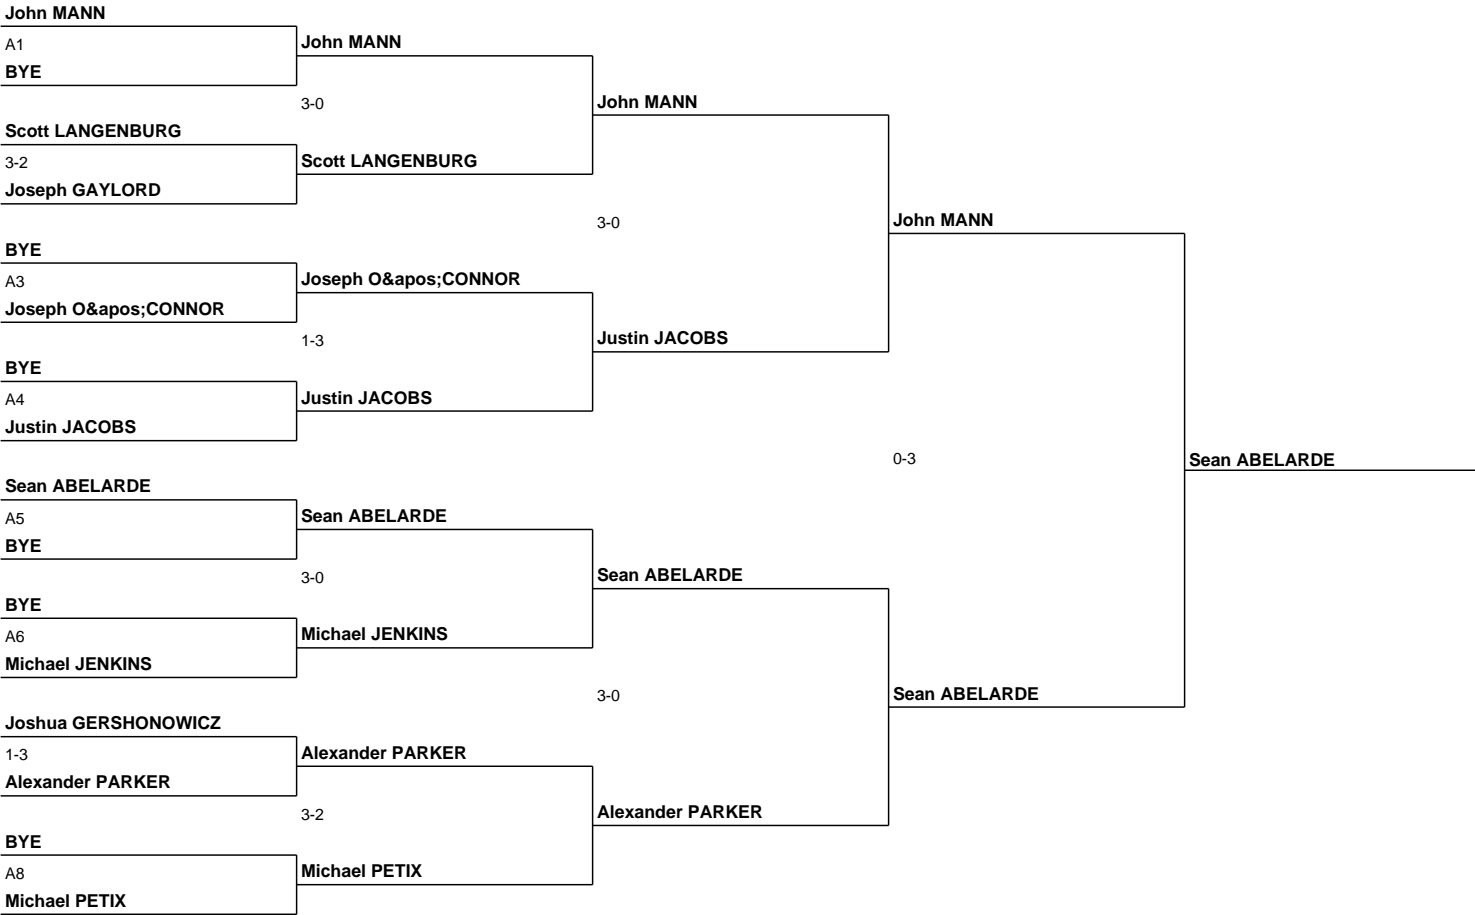 John MANN
A1
BYE
John MANN
3-0
John MANN
Scott LANGENBURG
3-2
Joseph GAYLORD
Scott LANGENBURG
3-0
John MANN
BYE
A3
Joseph O&apos;CONNOR
Joseph O&apos;CONNOR
1-3
Justin JACOBS
BYE
A4
Justin JACOBS
Justin JACOBS
0-3
Sean ABELARDE
Sean ABELARDE
A5
BYE
Sean ABELARDE
3-0
Sean ABELARDE
BYE
A6
Michael JENKINS
Michael JENKINS
3-0
Sean ABELARDE
Joshua GERSHONOWICZ
1-3
Alexander PARKER
Alexander PARKER
3-2
Alexander PARKER
BYE
A8
Michael PETIX
Michael PETIX